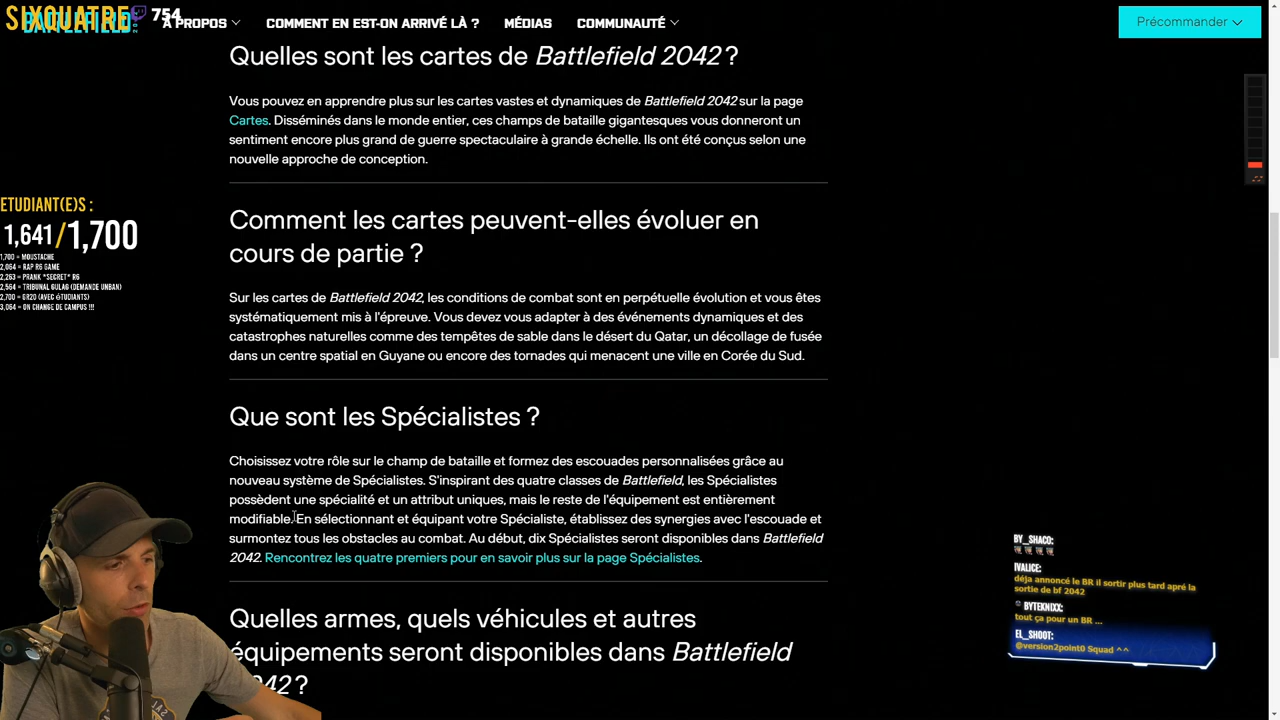 SIXQUATRE
754
BATTLEFIELD
À PROPOS
COMMENT EN EST-ON ARRIVÉ LÀ ?
MÉDIAS
COMMUNAUTÉ
Précommander
Quelles sont les cartes de Battlefield 2042 ?
Vous pouvez en apprendre plus sur les cartes vastes et dynamiques de Battlefield 2042 sur la page
Cartes. Disséminés dans le monde entier, ces champs de bataille gigantesques vous donneront un
sentiment encore plus grand de guerre spectaculaire à grande échelle. Ils ont été conçus selon une
nouvelle approche de conception.
ETUDIANT(E)S :
1,641/1,700
1,700 = MOUSTACHE
2,064 = RAP R6 GAME
2,263 = PRANK *SECRET* R6
2,564 = TRIBUNAL GULAG (DEMANDE UNBAN)
2,700 = GR20 (AVEC éTUDIANTS)
3,064 = ON CHANGE DE CAMPUS !!!
Comment les cartes peuvent-elles évoluer en
cours de partie ?
Sur les cartes de Battlefield 2042, les conditions de combat sont en perpétuelle évolution et vous êtes
systématiquement mis à l'épreuve. Vous devez vous adapter à des événements dynamiques et des
catastrophes naturelles comme des tempêtes de sable dans le désert du Qatar, un décollage de fusée
dans un centre spatial en Guyane ou encore des tornades qui menacent une ville en Corée du Sud.
Que sont les Spécialistes ?
Choisissez votre rôle sur le champ de bataille et formez des escouades personnalisées grâce au
nouveau système de Spécialistes. S'inspirant des quatre classes de Battlefield, les Spécialistes
possèdent une spécialité et un attribut uniques, mais le reste de l'équipement est entièrement
modifiable. En sélectionnant et équipant votre Spécialiste, établissez des synergies avec l'escouade et
surmontez tous les obstacles au combat. Au début, dix Spécialistes seront disponibles dans Battlefield
2042. Rencontrez les quatre premiers pour en savoir plus sur la page Spécialistes.
Quelles armes, quels véhicules et autres
équipements seront disponibles dans Battlefield
2042 ?
BY_SHACO:
IVALICE:
déja annoncé le BR il sortir plus tard apré la
sortie de bf 2042
BYTEKNIXX:
tout ça pour un BR ...
EL_SHOOT:
@version2point0 Squad ^^